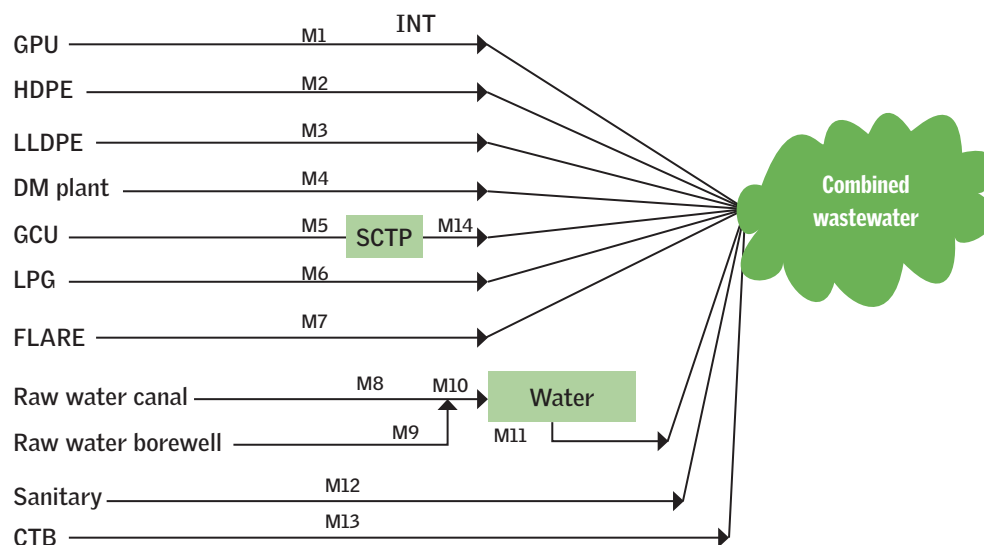 INT
GPU M1
HDPE M2
LLDPE M3
DM plant M4
GCU M5 SCTP M14
LPG M6
FLARE M7
Combined
wastewater
Raw water canal M8 M10 Water
Raw water borewell M9 M11
Sanitary M12
CTB M13